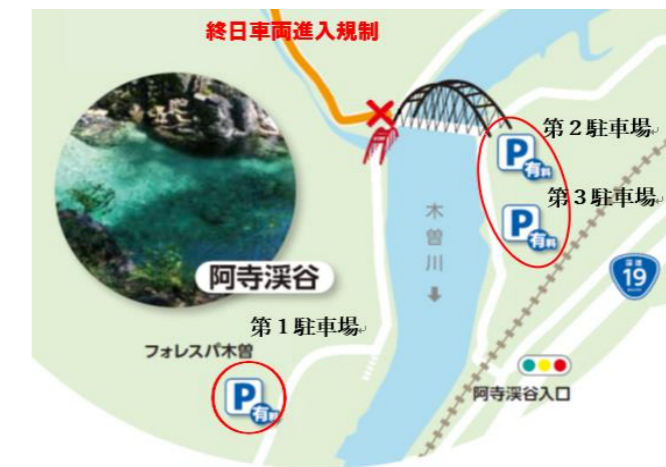 終日車両進入規制
第２駐車場
P
有料
第３駐車場
P
有料
木曽川
国道
19
阿寺渓谷
第１駐車場
フォレスパ木曽
P
有料
阿寺渓谷入口